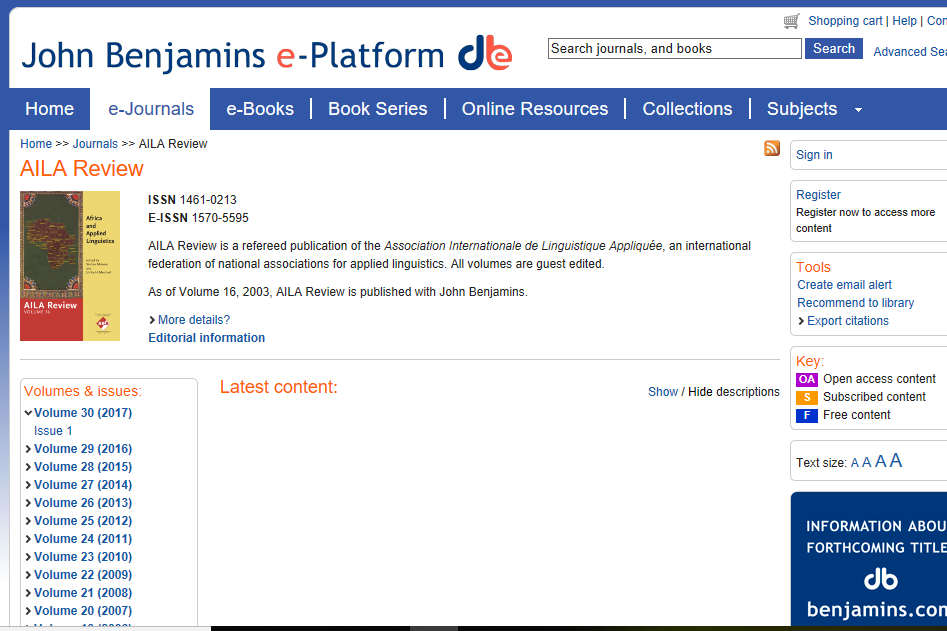 Shopping cart | Help | Con
John Benjamins e-Platform
Search journals, and books
Search
Advanced Sea
Home
e-Journals
e-Books
Book Series
Online Resources
Collections
Subjects
Home >> Journals >> AILA Review
AILA Review
Africa
and
Applied
Linguistics
AILA Review
VOLUME 16
ISSN 1461-0213
E-ISSN 1570-5595
AILA Review is a refereed publication of the Association Internationale de Linguistique Appliquée, an international
federation of national associations for applied linguistics. All volumes are guest edited.
As of Volume 16, 2003, AILA Review is published with John Benjamins.
More details?
Editorial information
Volumes & issues:
Volume 30 (2017)
Issue 1
Volume 29 (2016)
Volume 28 (2015)
Volume 27 (2014)
Volume 26 (2013)
Volume 25 (2012)
Volume 24 (2011)
Volume 23 (2010)
Volume 22 (2009)
Volume 21 (2008)
Volume 20 (2007)
Latest content:
Show / Hide descriptions
Sign in
Register
Register now to access more
content
Tools
Create email alert
Recommend to library
Export citations
Key:
OA Open access content
S Subscribed content
F Free content
Text size: A A A A
INFORMATION ABOU
FORTHCOMING TITLE
benjamins.com